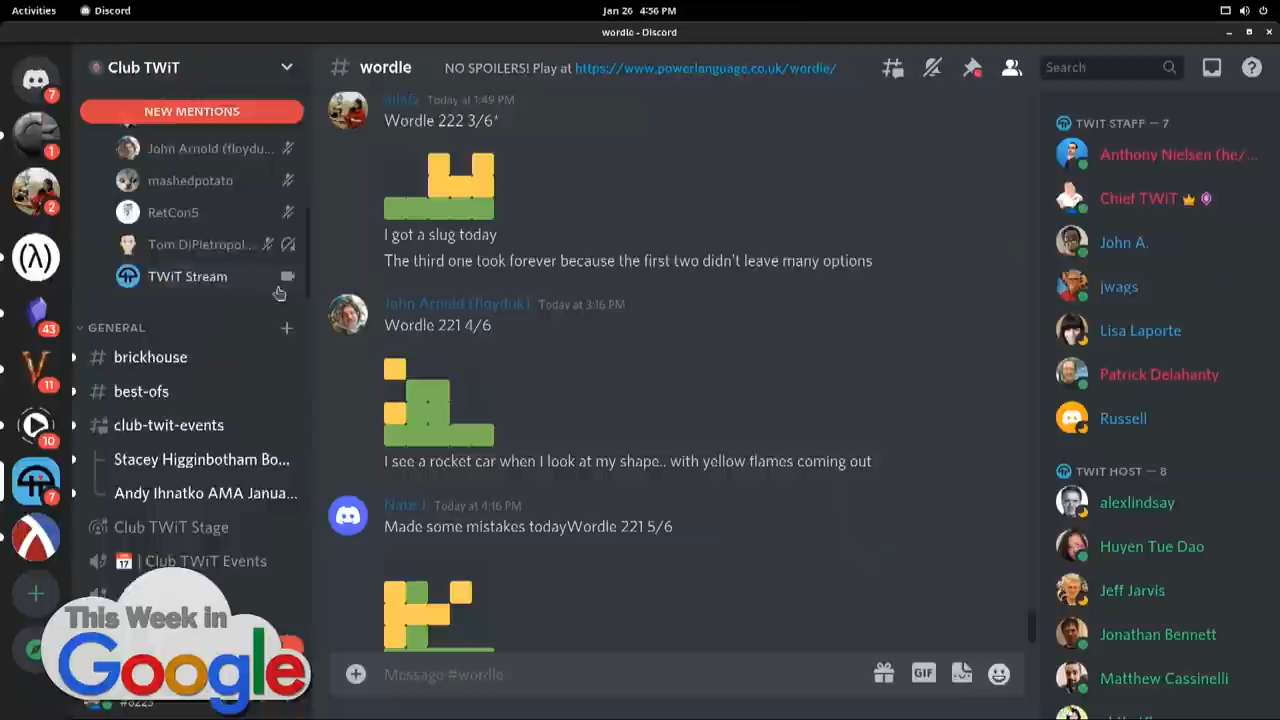 Activities
Discord
Jan 26 4:56 PM
wordle - Discord
Club TWiT
NEW MENTIONS
John Arnold (floydu...
mashedpotato
RetCon5
TWiT Stream
GENERAL
brickhouse
best-ofs
club-twit-events
Stacey Higginbotham Bo...
Andy Ihnatko AMA Janua...
Club TWiT Stage
| Club TWiT Events
7
1
2
43
11
10
7
# wordle
NO SPOILERS! Play at https://www.powerlanguage.co.uk/wordle/
Search
Today at 1:49 PM
Wordle 222 3/6*
I got a slug today
The third one took forever because the first two didn't leave many options
John Arnold (floyduk) Today at 3:16 PM
Wordle 221 4/6
I see a rocket car when I look at my shape.. with yellow flames coming out
Today at 4:16 PM
Made some mistakes todayWordle 221 5/6
Message #wordle
GIF
TWIT STAFF — 7
Anthony Nielsen (he/...
Chief TWiT
John A.
jwags
Lisa Laporte
Patrick Delahanty
Russell
TWIT HOST — 8
alexlindsay
Huyen Tue Dao
Jeff Jarvis
Jonathan Bennett
Matthew Cassinelli
This Week in
Google